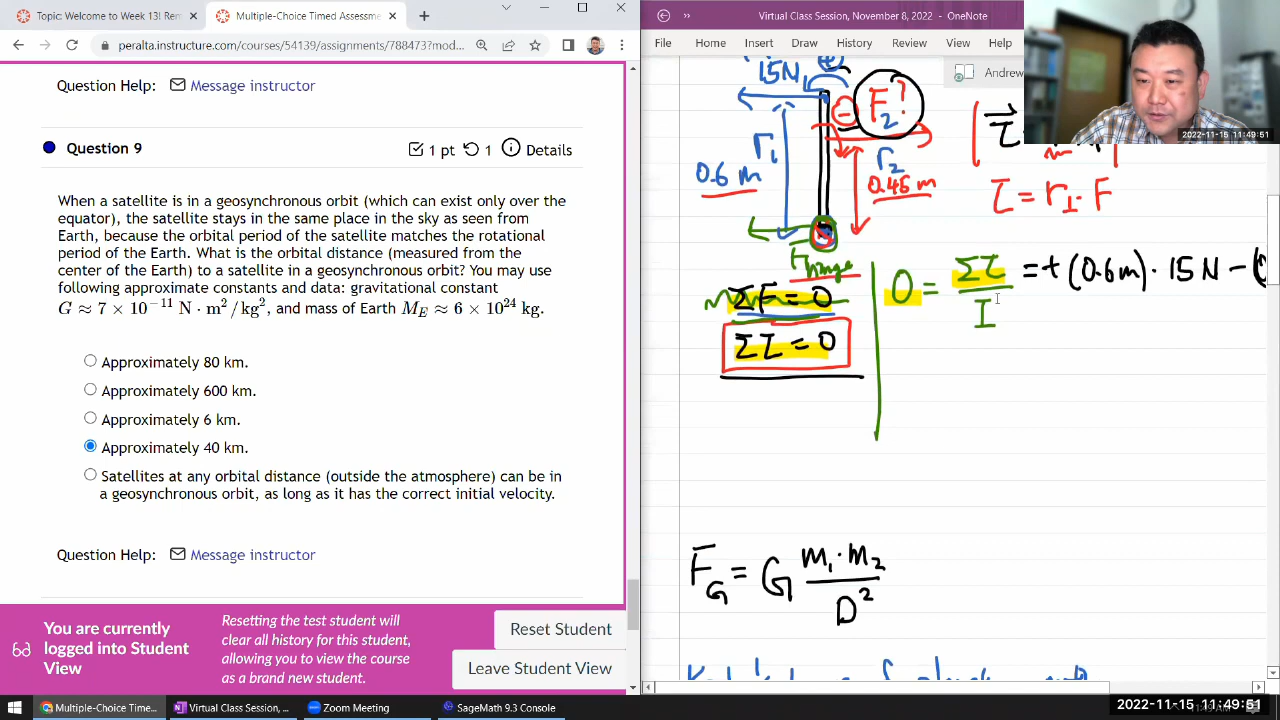 Topic: Welcome to Week 13! Rem
Multiple-Choice Timed Assessme
peralta.instructure.com/courses/54139/assignments/788473?mod...
Question Help: Message instructor
Question 9
1 pt 1 Details
When a satellite is in a geosynchronous orbit (which can exist only over the
equator), the satellite stays in the same place in the sky as seen from
Earth, because the orbital period of the satellite matches the rotational
period of the Earth. What is the orbital distance (measured from the
center of the Earth) to a satellite in a geosynchronous orbit? You may use
following approximate constants and data: gravitational constant
G ≈ 7 × 10⁻¹¹ N · m²/kg², and mass of Earth M_E ≈ 6 × 10²⁴ kg.
Approximately 80 km.
Approximately 600 km.
Approximately 6 km.
Approximately 40 km.
Satellites at any orbital distance (outside the atmosphere) can be in
a geosynchronous orbit, as long as it has the correct initial velocity.
Question Help: Message instructor
You are currently
logged into Student
View
Resetting the test student will
clear all history for this student,
allowing you to view the course
as a brand new student.
Reset Student
Leave Student View
Virtual Class Session, November 8, 2022 - OneNote
File Home Insert Draw History Review View Help
Andrew
2022-11-15 11:49:51
15N
F₂?
r₁
r₂
0.6 m
0.45 m
τ = r⊥ · F
F hinge
ΣF = 0
Στ = 0
0 = Στ / I = + (0.6m) · 15 N −
F_G = G m₁ · m₂ / D²
Multiple-Choice Time...
Virtual Class Session, ...
Zoom Meeting
SageMath 9.3 Console
2022-11-15 11:49:51